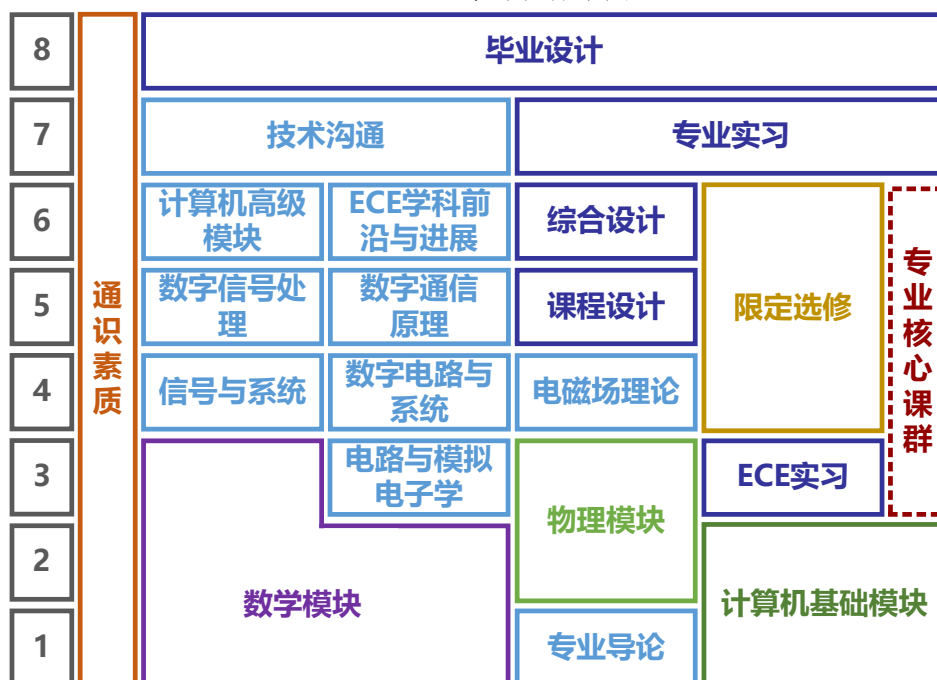 8
毕业设计
7
技术沟通
专业实习
6
计算机高级
模块
ECE学科前
沿与进展
综合设计
5
数字信号处
理
数字通信
原理
课程设计
限定选修
4
信号与系统
数字电路与
系统
电磁场理论
3
电路与模拟
电子学
物理模块
ECE实习
2
数学模块
计算机基础模块
1
专业导论
通识素质
专业核心课群